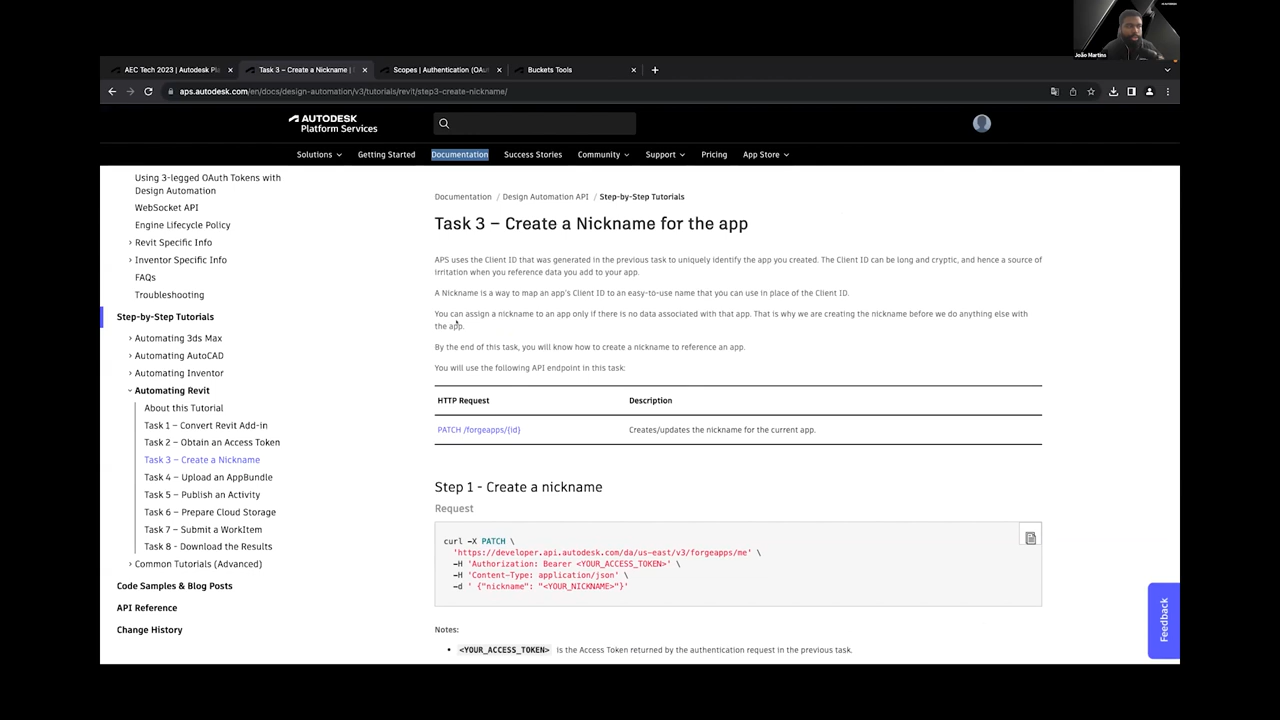 João Martins
AEC Tech 2023 | Autodesk Pl
Task 3 – Create a Nickname |
Scopes | Authentication (OAu
Buckets Tools
aps.autodesk.com/en/docs/design-automation/v3/tutorials/revit/step3-create-nickname/
AUTODESK
Platform Services
Solutions
Getting Started
Documentation
Success Stories
Community
Support
Pricing
App Store
Using 3-legged OAuth Tokens with
Design Automation
WebSocket API
Engine Lifecycle Policy
Revit Specific Info
Inventor Specific Info
FAQs
Troubleshooting
Step-by-Step Tutorials
Automating 3ds Max
Automating AutoCAD
Automating Inventor
Automating Revit
About this Tutorial
Task 1 – Convert Revit Add-in
Task 2 – Obtain an Access Token
Task 3 – Create a Nickname
Task 4 – Upload an AppBundle
Task 5 – Publish an Activity
Task 6 – Prepare Cloud Storage
Task 7 – Submit a WorkItem
Task 8 - Download the Results
Common Tutorials (Advanced)
Code Samples & Blog Posts
API Reference
Change History
Documentation / Design Automation API / Step-by-Step Tutorials
Task 3 – Create a Nickname for the app
APS uses the Client ID that was generated in the previous task to uniquely identify the app you created. The Client ID can be long and cryptic, and hence a source of
irritation when you reference data you add to your app.
A Nickname is a way to map an app's Client ID to an easy-to-use name that you can use in place of the Client ID.
You can assign a nickname to an app only if there is no data associated with that app. That is why we are creating the nickname before we do anything else with
the app.
By the end of this task, you will know how to create a nickname to reference an app.
You will use the following API endpoint in this task:
HTTP Request Description
PATCH /forgeapps/{id} Creates/updates the nickname for the current app.
Step 1 - Create a nickname
Request
curl -X PATCH \
'https://developer.api.autodesk.com/da/us-east/v3/forgeapps/me' \
-H 'Authorization: Bearer <YOUR_ACCESS_TOKEN>' \
-H 'Content-Type: application/json' \
-d ' {"nickname": "<YOUR_NICKNAME>"}'
Notes:
• <YOUR_ACCESS_TOKEN> is the Access Token returned by the authentication request in the previous task.
Feedback